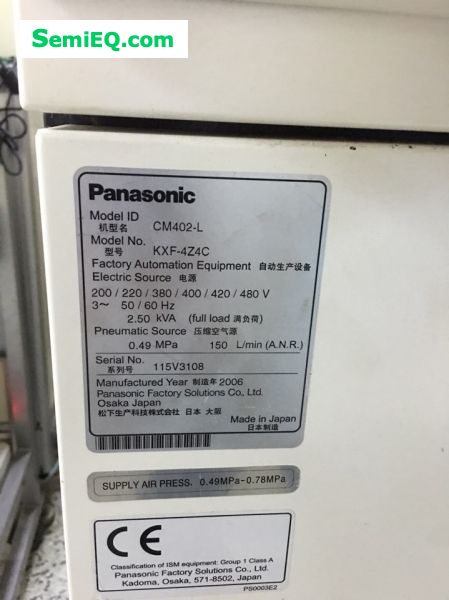 SemiEQ.com
Panasonic
Model ID
机型名 CM402-L
Model No.
型号 KXF-4Z4C
Factory Automation Equipment 自动生产设备
Electric Source 电源
200 / 220 / 380 / 400 / 420 / 480 V
3～ 50 / 60 Hz
2.50 kVA (full load 满负荷)
Pneumatic Source 压缩空气源
0.49 MPa 150 L/min (A.N.R.)
Serial No.
系列号 115V3108
Manufactured Year 制造年 2006
Panasonic Factory Solutions Co., Ltd.
Osaka Japan
松下生产科技株式会社 日本 大阪
Made in Japan
日本制造
SUPPLY AIR PRESS. 0.49MPa-0.78MPa
CE
Classification of ISM equipment: Group 1 Class A
Panasonic Factory Solutions Co., Ltd.
Kadoma, Osaka, 571-8502, Japan
PS0003E2